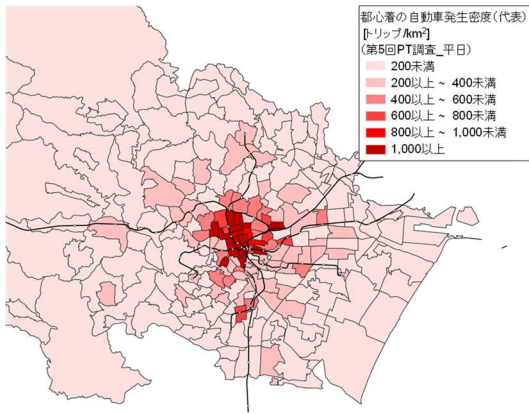 都心着の自動車発生密度(代表)
[トリップ/km²]
(第5回PT調査_平日)
200未満
200以上 ~ 400未満
400以上 ~ 600未満
600以上 ~ 800未満
800以上 ~ 1,000未満
1,000以上